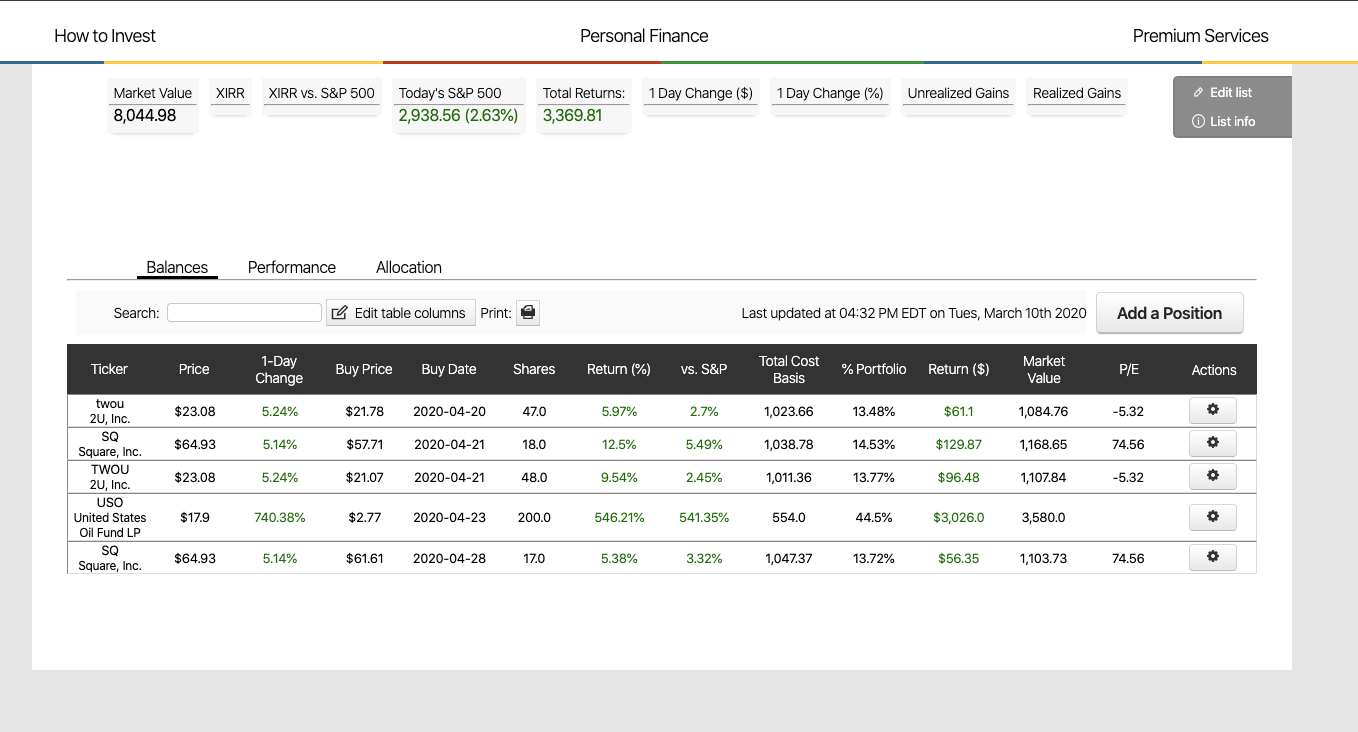 How to Invest Personal Finance Premium Services
Market Value XIRR XIRR vs. S&P 500 Today's S&P 500 Total Returns: 1 Day Change ($) 1 Day Change (%) Unrealized Gains Realized Gains
8,044.98 2,938.56 (2.63%) 3,369.81
Edit list
List info
Balances Performance Allocation
Search: Edit table columns Print: Last updated at 04:32 PM EDT on Tues, March 10th 2020 Add a Position
Ticker Price 1-Day Change Buy Price Buy Date Shares Return (%) vs. S&P Total Cost Basis % Portfolio Return ($) Market Value P/E Actions
twou
2U, Inc. $23.08 5.24% $21.78 2020-04-20 47.0 5.97% 2.7% 1,023.66 13.48% $61.1 1,084.76 -5.32
SQ
Square, Inc. $64.93 5.14% $57.71 2020-04-21 18.0 12.5% 5.49% 1,038.78 14.53% $129.87 1,168.65 74.56
TWOU
2U, Inc. $23.08 5.24% $21.07 2020-04-21 48.0 9.54% 2.45% 1,011.36 13.77% $96.48 1,107.84 -5.32
USO
United States
Oil Fund LP $17.9 740.38% $2.77 2020-04-23 200.0 546.21% 541.35% 554.0 44.5% $3,026.0 3,580.0
SQ
Square, Inc. $64.93 5.14% $61.61 2020-04-28 17.0 5.38% 3.32% 1,047.37 13.72% $56.35 1,103.73 74.56